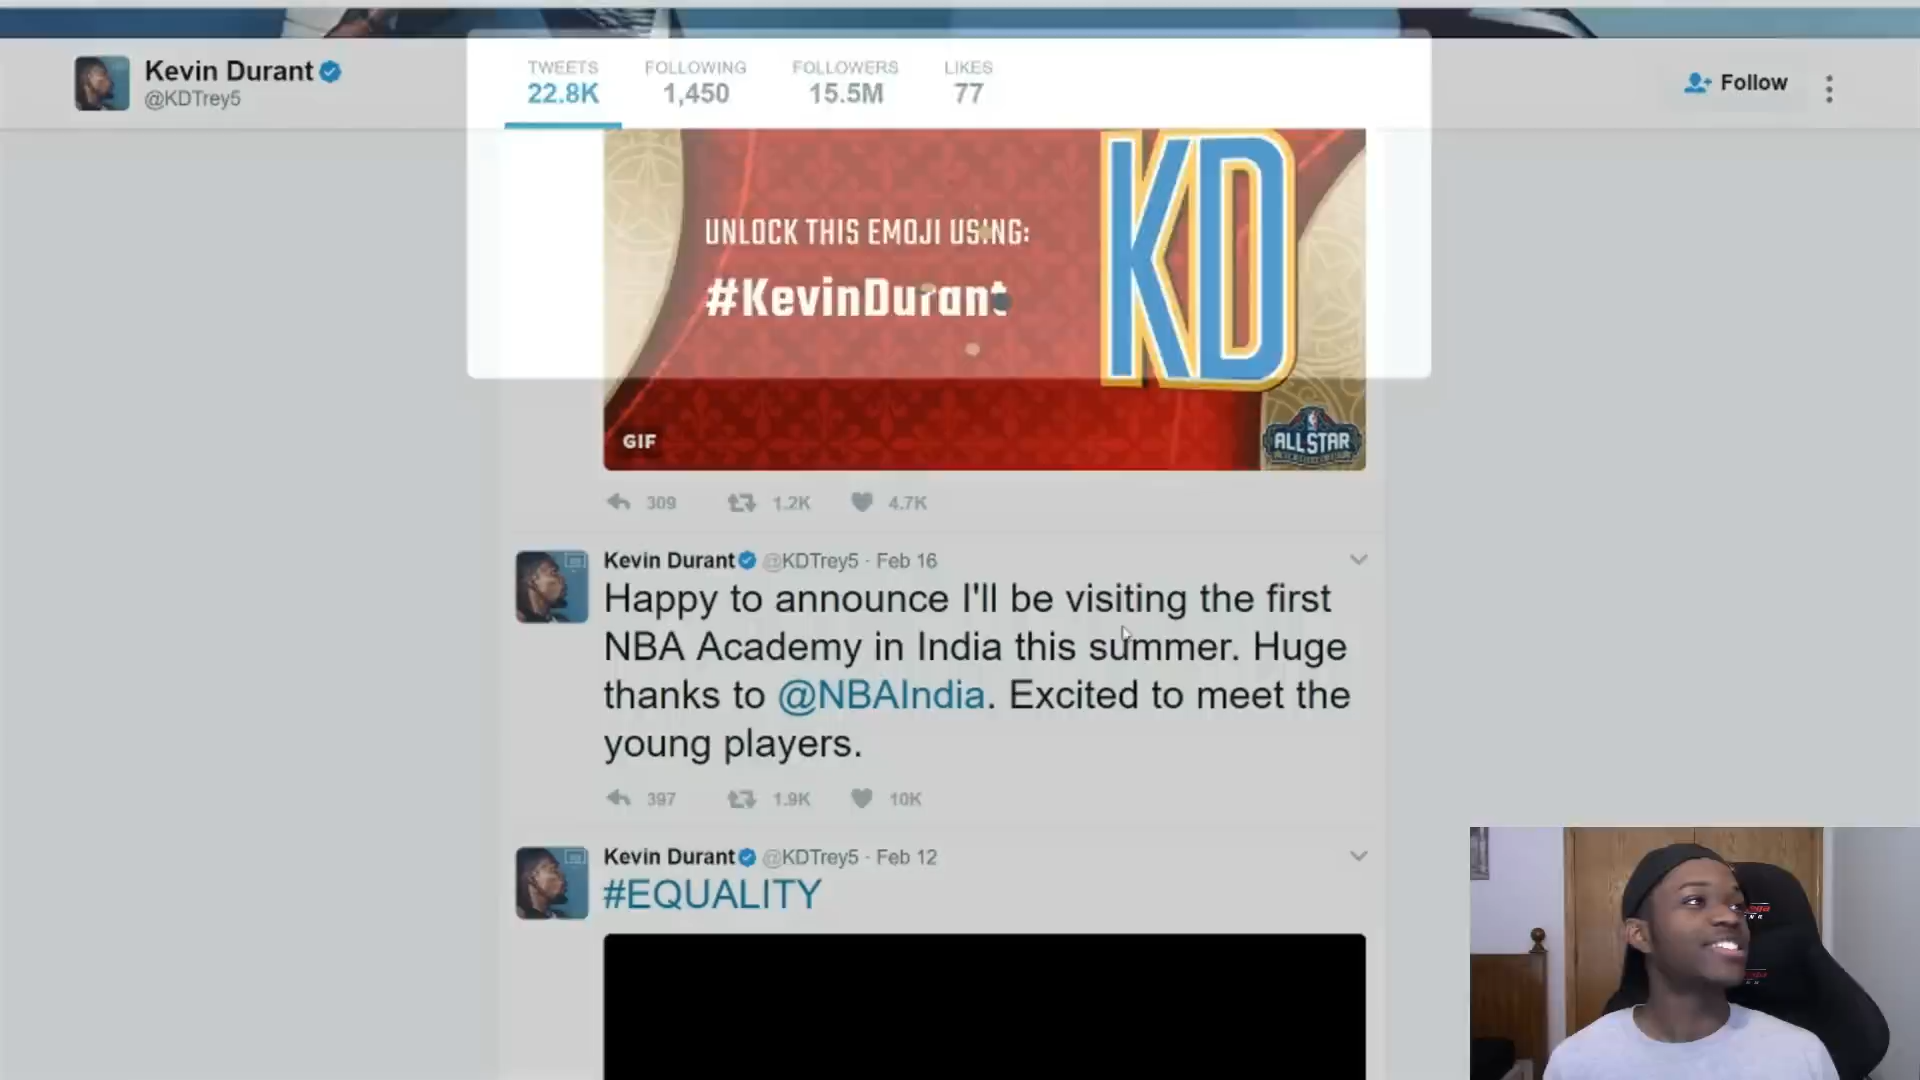 Kevin Durant
@KDTrey5
TWEETS
22.8K
FOLLOWING
1,450
FOLLOWERS
15.5M
LIKES
77
Follow
UNLOCK THIS EMOJI USING:
#KevinDurant
KD
GIF
ALL STAR
309 1.2K 4.7K
Kevin Durant @KDTrey5 · Feb 16
Happy to announce I'll be visiting the first
NBA Academy in India this summer. Huge
thanks to @NBAIndia. Excited to meet the
young players.
397 1.9K 10K
Kevin Durant @KDTrey5 · Feb 12
#EQUALITY